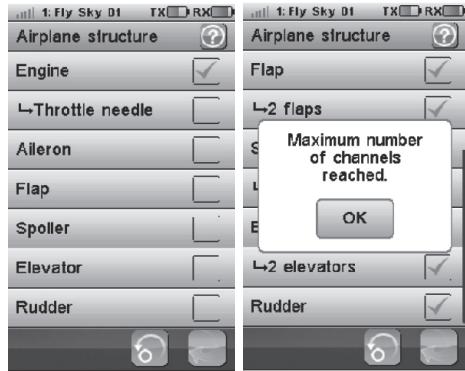 1: Fly Sky 01 TX RX
Airplane structure
Engine
↳Throttle needle
Aileron
Flap
Spoiler
Elevator
Rudder
1: Fly Sky 01 TX RX
Airplane structure
Flap
↳2 flaps
S
Maximum number
of channels
reached.
OK
E
↳2 elevators
Rudder